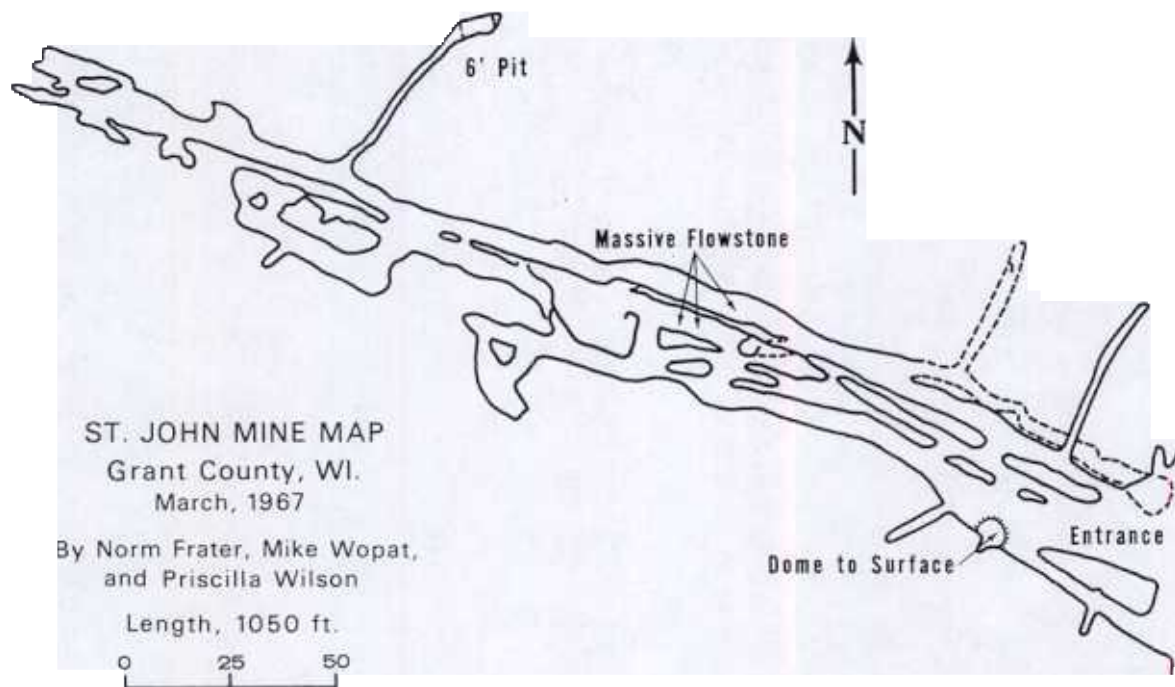 6' Pit
N
Massive Flowstone
ST. JOHN MINE MAP
Grant County, WI.
March, 1967
By Norm Frater, Mike Wopat,
and Priscilla Wilson
Length, 1050 ft.
0 25 50
Entrance
Dome to Surface